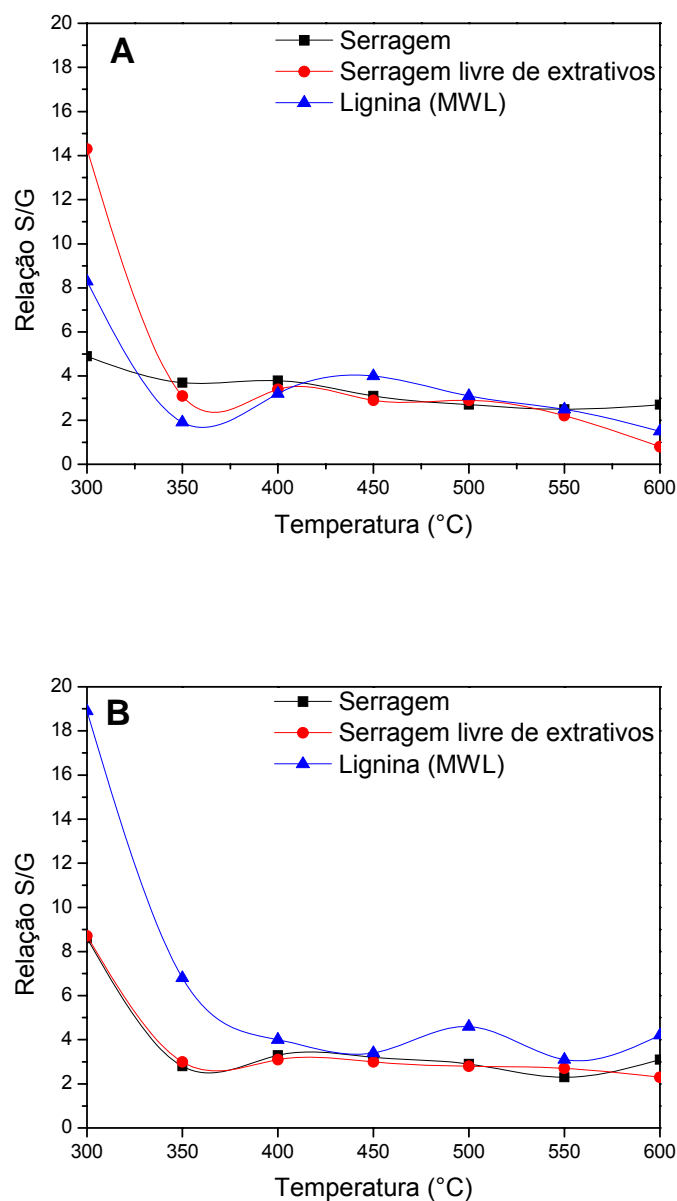 A
Serragem
Serragem livre de extrativos
Lignina (MWL)
Relação S/G
20
18
16
14
12
10
8
6
4
2
0
300 350 400 450 500 550 600
Temperatura (°C)
B
Serragem
Serragem livre de extrativos
Lignina (MWL)
Relação S/G
20
18
16
14
12
10
8
6
4
2
0
300 350 400 450 500 550 600
Temperatura (°C)